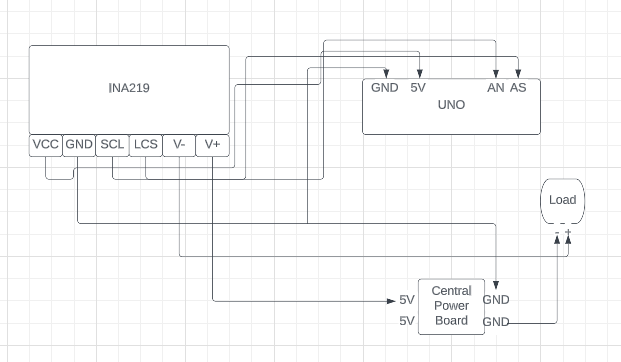 INA219
VCC GND SCL LCS V- V+
GND 5V AN AS
UNO
Load
- +
Central
Power
Board
5V GND
5V GND